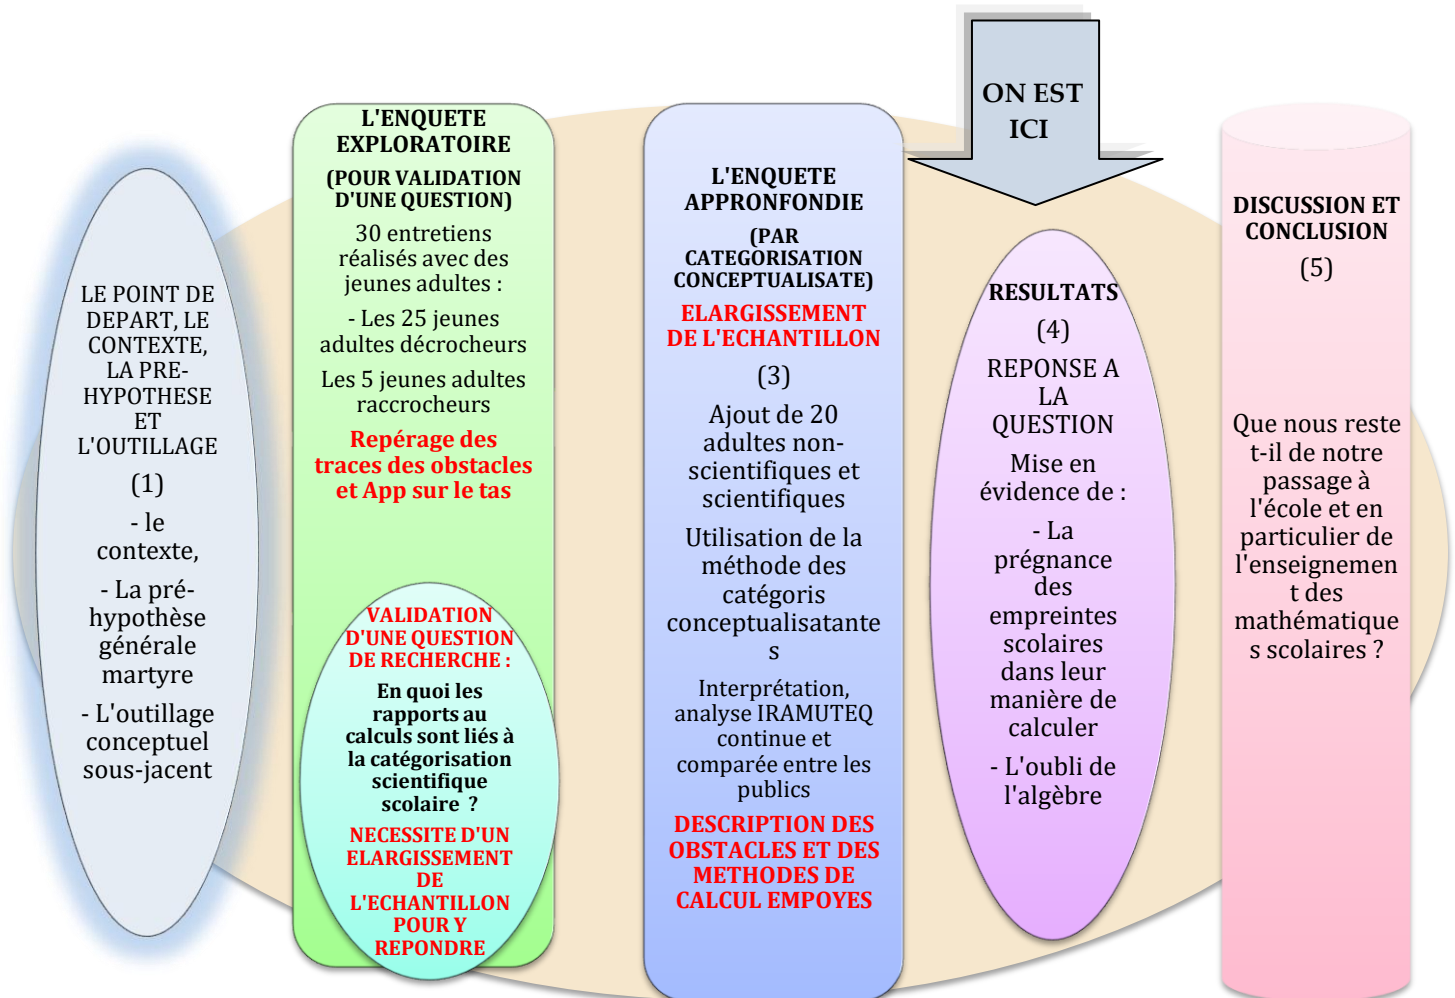 LE POINT DE
DEPART, LE
CONTEXTE,
LA PRE-
HYPOTHESE
ET
L'OUTILLAGE
(1)
- le
contexte,
- La pré-
hypothèse
générale
martyre
- L'outillage
conceptuel
sous-jacent
L'ENQUETE
EXPLORATOIRE
(POUR VALIDATION
D'UNE QUESTION)
30 entretiens
réalisés avec des
jeunes adultes :
- Les 25 jeunes
adultes décrocheurs
Les 5 jeunes adultes
raccrocheurs
Repérage des
traces des obstacles
et App sur le tas
VALIDATION
D'UNE QUESTION
DE RECHERCHE :
En quoi les
rapports au
calculs sont liés à
la catégorisation
scientifique
scolaire ?
NECESSITE D'UN
ELARGISSEMENT
DE
L'ECHANTILLON
POUR Y
REPONDRE
L'ENQUETE
APPRONFONDIE
(PAR
CATEGORISATION
CONCEPTUALISATE)
ELARGISSEMENT
DE L'ECHANTILLON
(3)
Ajout de 20
adultes non-
scientifiques et
scientifiques
Utilisation de la
méthode des
catégoris
conceptualisatante
s
Interprétation,
analyse IRAMUTEQ
continue et
comparée entre les
publics
DESCRIPTION DES
OBSTACLES ET DES
METHODES DE
CALCUL EMPOYES
ON EST
ICI
RESULTATS
(4)
REPONSE A
LA
QUESTION
Mise en
évidence de :
- La
prégnance
des
empreintes
scolaires
dans leur
manière de
calculer
- L'oubli de
l'algèbre
DISCUSSION ET
CONCLUSION
(5)
Que nous reste
t-il de notre
passage à
l'école et en
particulier de
l'enseignemen
t des
mathématique
s scolaires ?